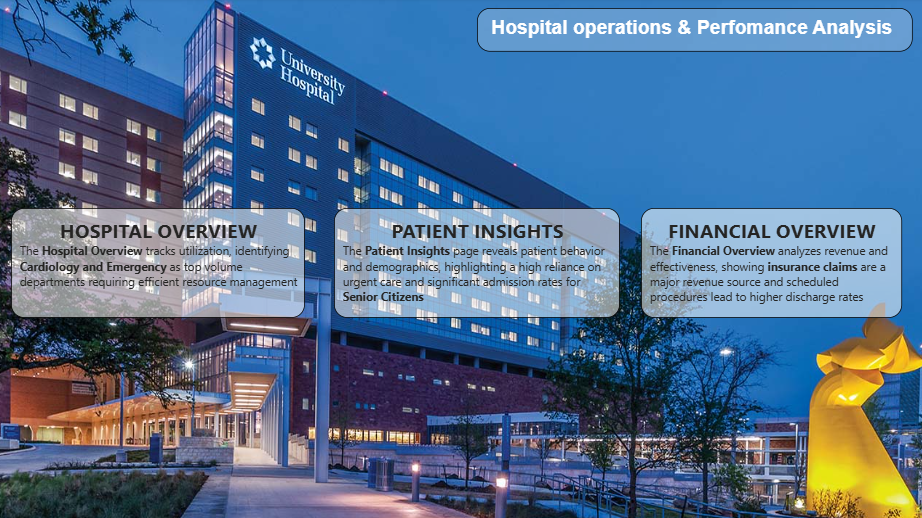 Hospital operations & Perfomance Analysis
University
Hospital
HOSPITAL OVERVIEW
The Hospital Overview tracks utilization, identifying
Cardiology and Emergency as top volume
departments requiring efficient resource management
PATIENT INSIGHTS
The Patient Insights page reveals patient behavior
and demographics, highlighting a high reliance on
urgent care and significant admission rates for
Senior Citizens
FINANCIAL OVERVIEW
The Financial Overview analyzes revenue and
effectiveness, showing insurance claims are a
major revenue source and scheduled
procedures lead to higher discharge rates